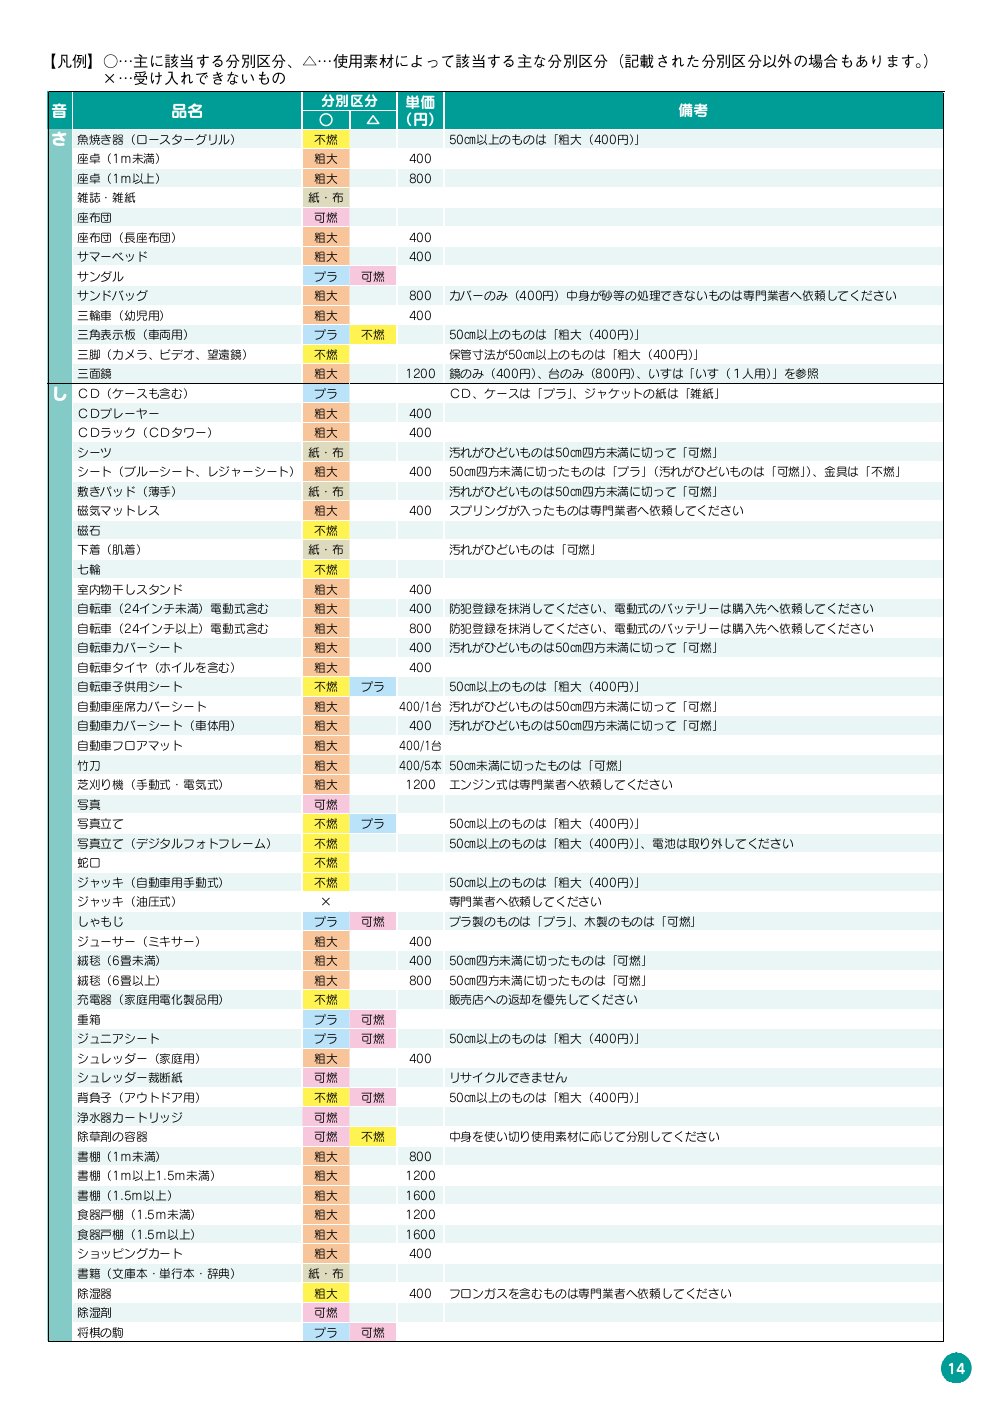 【凡例】○…主に該当する分別区分、△…使用素材によって該当する主な分別区分（記載された分別区分以外の場合もあります。）
×…受け入れできないもの
音 品名 分別区分 ○ △ 単価（円） 備考
さ 魚焼き器（ロースターグリル） 不燃 50㎝以上のものは「粗大（400円）」
座卓（1ｍ未満） 粗大 400
座卓（1ｍ以上） 粗大 800
雑誌・雑紙 紙・布
座布団 可燃
座布団（長座布団） 粗大 400
サマーベッド 粗大 400
サンダル プラ 可燃
サンドバッグ 粗大 800 カバーのみ（400円）中身が砂等の処理できないものは専門業者へ依頼してください
三輪車（幼児用） 粗大 400
三角表示板（車両用） プラ 不燃 50㎝以上のものは「粗大（400円）」
三脚（カメラ、ビデオ、望遠鏡） 不燃 保管寸法が50㎝以上のものは「粗大（400円）」
三面鏡 粗大 1200 鏡のみ（400円）、台のみ（800円）、いすは「いす（１人用）」を参照
し ＣＤ（ケースも含む） プラ ＣＤ、ケースは「プラ」、ジャケットの紙は「雑紙」
ＣＤプレーヤー 粗大 400
ＣＤラック（ＣＤタワー） 粗大 400
シーツ 紙・布 汚れがひどいものは50㎝四方未満に切って「可燃」
シート（ブルーシート、レジャーシート） 粗大 400 50㎝四方未満に切ったものは「プラ」（汚れがひどいものは「可燃」）、金具は「不燃」
敷きパッド（薄手） 紙・布 汚れがひどいものは50㎝四方未満に切って「可燃」
磁気マットレス 粗大 400 スプリングが入ったものは専門業者へ依頼してください
磁石 不燃
下着（肌着） 紙・布 汚れがひどいものは「可燃」
七輪 不燃
室内物干しスタンド 粗大 400
自転車（24インチ未満）電動式含む 粗大 400 防犯登録を抹消してください、電動式のバッテリーは購入先へ依頼してください
自転車（24インチ以上）電動式含む 粗大 800 防犯登録を抹消してください、電動式のバッテリーは購入先へ依頼してください
自転車カバーシート 粗大 400 汚れがひどいものは50㎝四方未満に切って「可燃」
自転車タイヤ（ホイルを含む） 粗大 400
自転車子供用シート 不燃 プラ 50㎝以上のものは「粗大（400円）」
自動車座席カバーシート 粗大 400/1台 汚れがひどいものは50㎝四方未満に切って「可燃」
自動車カバーシート（車体用） 粗大 400 汚れがひどいものは50㎝四方未満に切って「可燃」
自動車フロアマット 粗大 400/1台
竹刀 粗大 400/5本 50㎝未満に切ったものは「可燃」
芝刈り機（手動式・電気式） 粗大 1200 エンジン式は専門業者へ依頼してください
写真 可燃
写真立て 不燃 プラ 50㎝以上のものは「粗大（400円）」
写真立て（デジタルフォトフレーム） 不燃 50㎝以上のものは「粗大（400円）」、電池は取り外してください
蛇口 不燃
ジャッキ（自動車用手動式） 不燃 50㎝以上のものは「粗大（400円）」
ジャッキ（油圧式） × 専門業者へ依頼してください
しゃもじ プラ 可燃 プラ製のものは「プラ」、木製のものは「可燃」
ジューサー（ミキサー） 粗大 400
絨毯（6畳未満） 粗大 400 50㎝四方未満に切ったものは「可燃」
絨毯（6畳以上） 粗大 800 50㎝四方未満に切ったものは「可燃」
充電器（家庭用電化製品用） 不燃 販売店への返却を優先してください
重箱 プラ 可燃
ジュニアシート プラ 可燃 50㎝以上のものは「粗大（400円）」
シュレッダー（家庭用） 粗大 400
シュレッダー裁断紙 可燃 リサイクルできません
背負子（アウトドア用） 不燃 可燃 50㎝以上のものは「粗大（400円）」
浄水器カートリッジ 可燃
除草剤の容器 可燃 不燃 中身を使い切り使用素材に応じて分別してください
書棚（1ｍ未満） 粗大 800
書棚（1ｍ以上1.5ｍ未満） 粗大 1200
書棚（1.5ｍ以上） 粗大 1600
食器戸棚（1.5ｍ未満） 粗大 1200
食器戸棚（1.5ｍ以上） 粗大 1600
ショッピングカート 粗大 400
書籍（文庫本・単行本・辞典） 紙・布
除湿器 粗大 400 フロンガスを含むものは専門業者へ依頼してください
除湿剤 可燃
将棋の駒 プラ 可燃
14